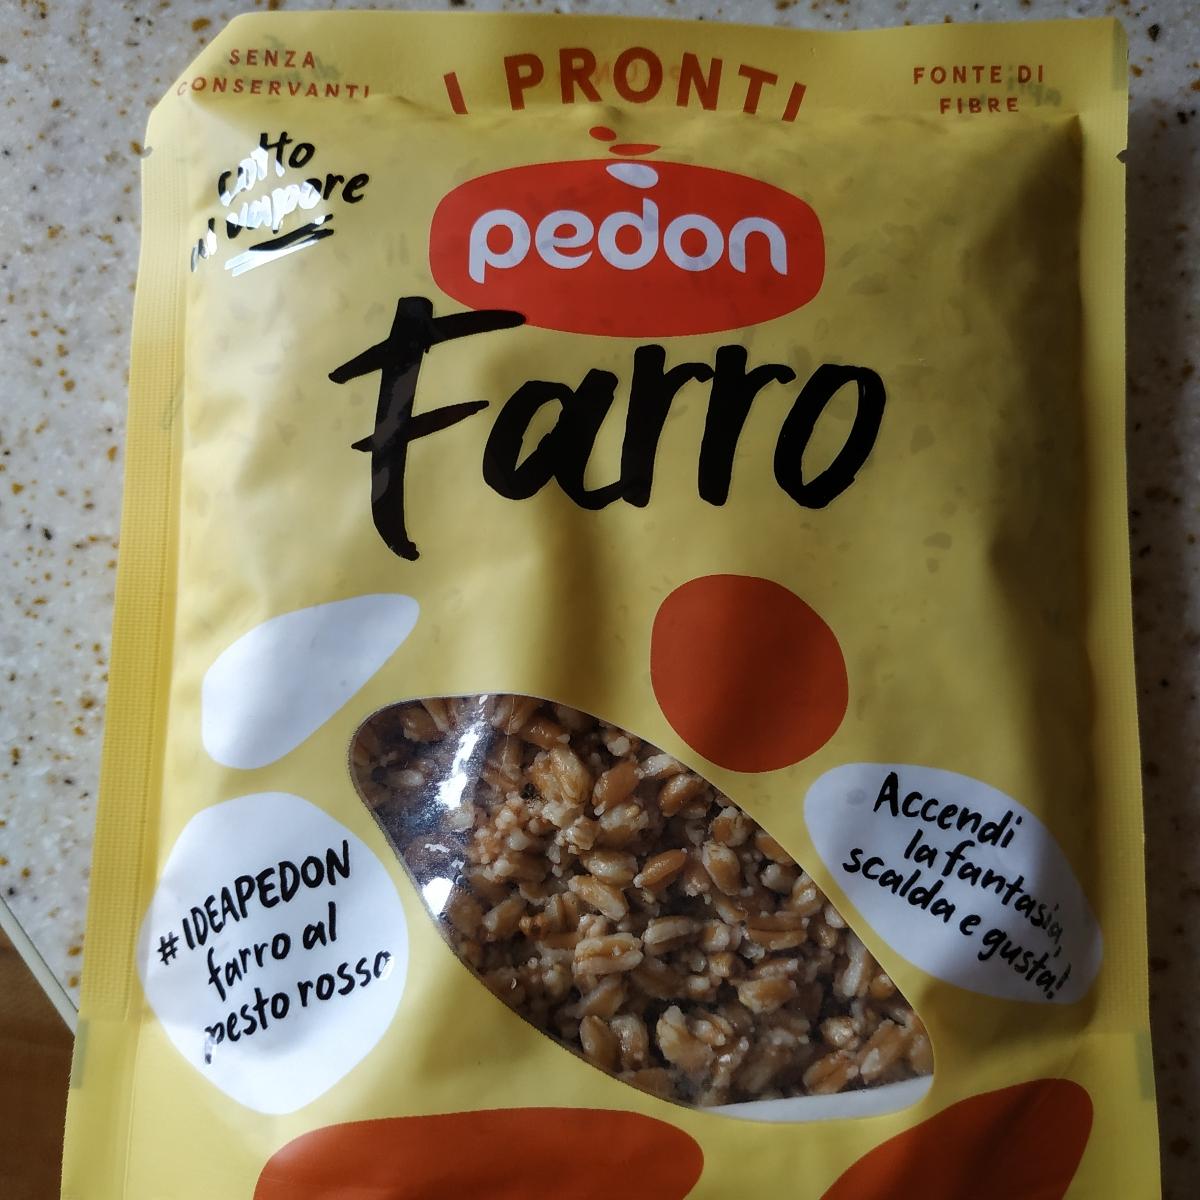 SENZA
CONSERVANTI
I PRONTI
FONTE DI
FIBRE
cotto
al vapore
pedon
Farro
Accendi
la fantasia,
scalda e gusta!
#IDEAPEDON
farro al
pesto rosso